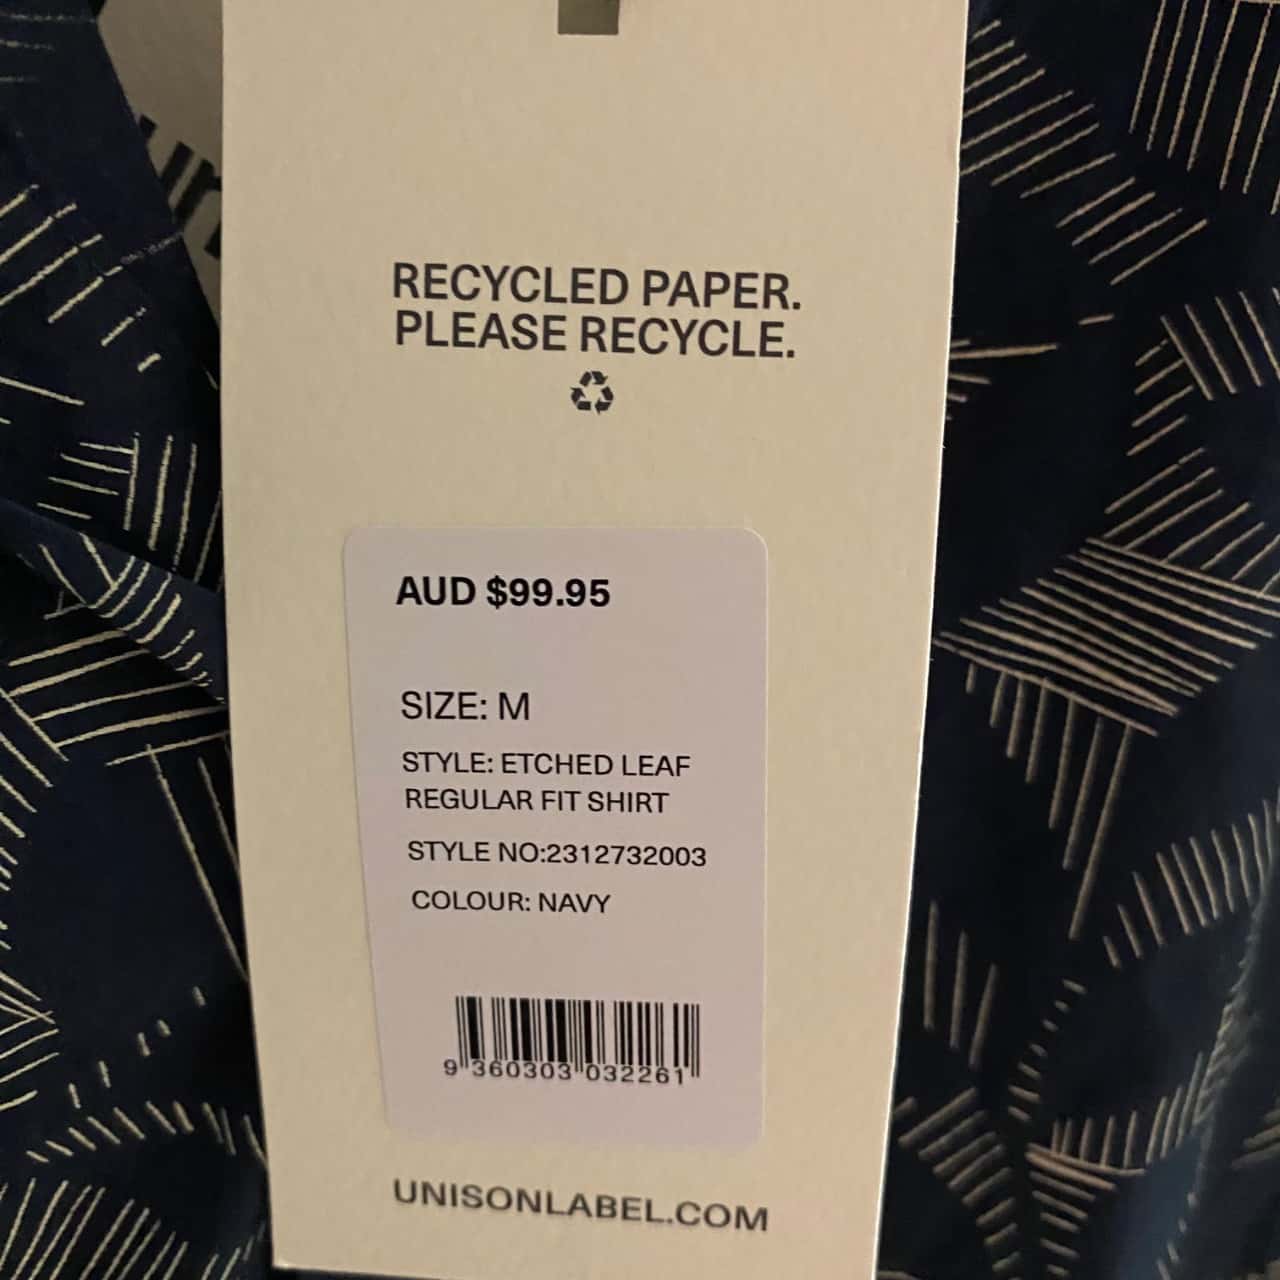 RECYCLED PAPER.
PLEASE RECYCLE.
AUD $99.95
SIZE: M
STYLE: ETCHED LEAF
REGULAR FIT SHIRT
STYLE NO:2312732003
COLOUR: NAVY
9 360303 032261
UNISONLABEL.COM